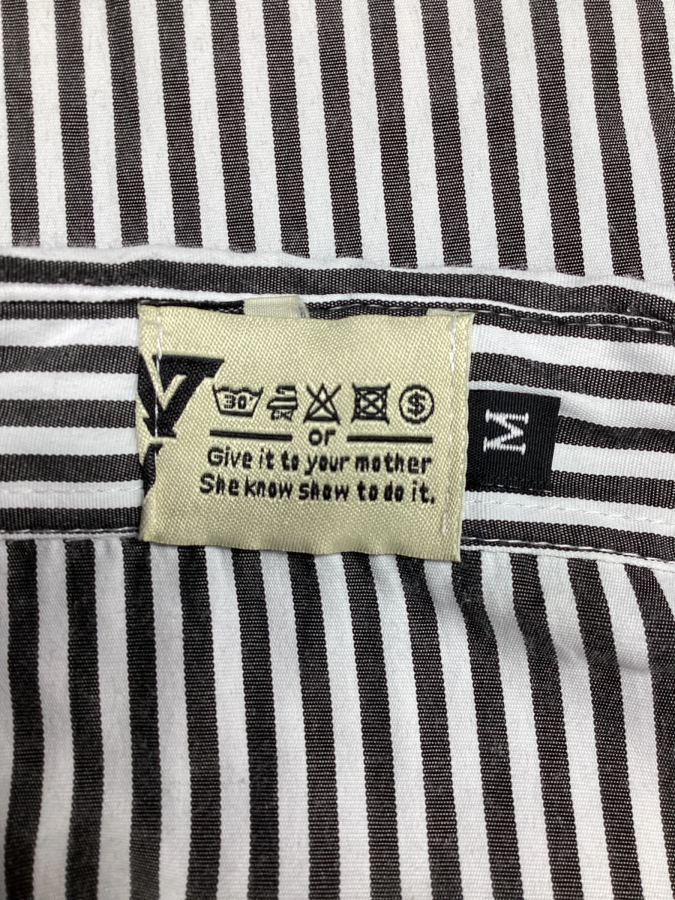 30°
$
or
Give it to your mother
She know show to do it.
M